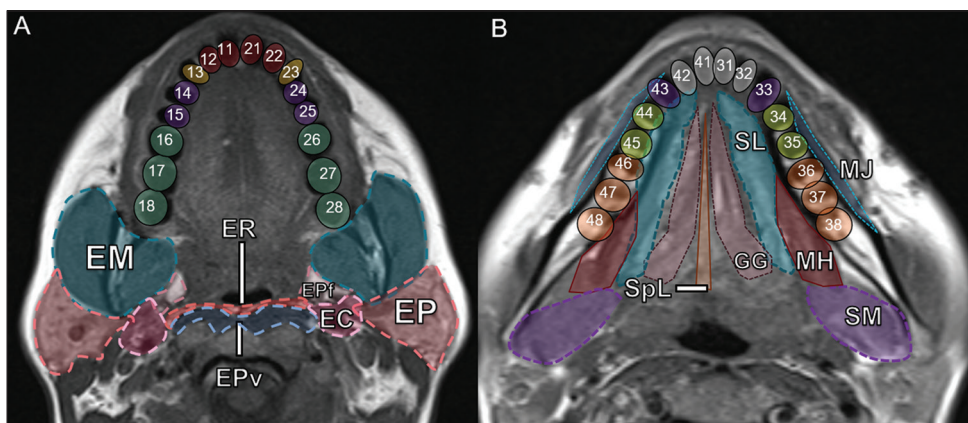 A
11 21
12 22
13 23
14 24
15 25
16 26
17 27
18 28
EM
ER
EPf
EC
EP
EPv
B
41 31
42 32
43 33
44 34
45 35
46 36
47 37
48 38
SL
MJ
GG
MH
SpL
SM